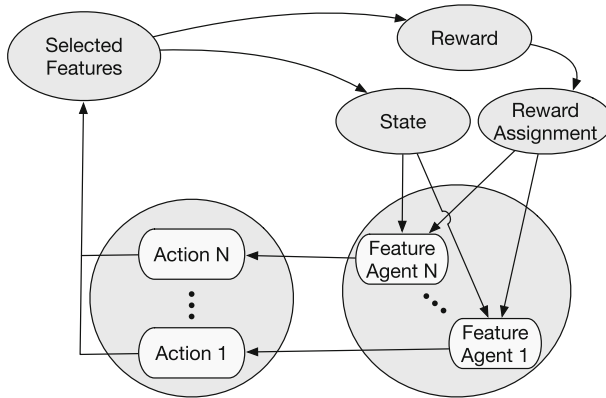 Selected
Features
Reward
State
Reward
Assignment
Action N
Feature
Agent N
Action 1
Feature
Agent 1